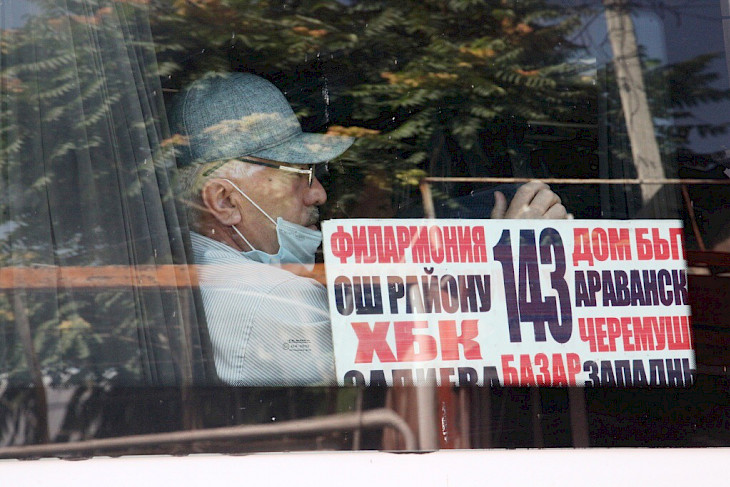 ФИЛАРМОНИЯ
ОШ РАЙОНУ
ХБК
143
БАЗАР
ДОМ БЫТ
АРАВАНСК
ЧЕРЕМУШ
ЗАПАДН